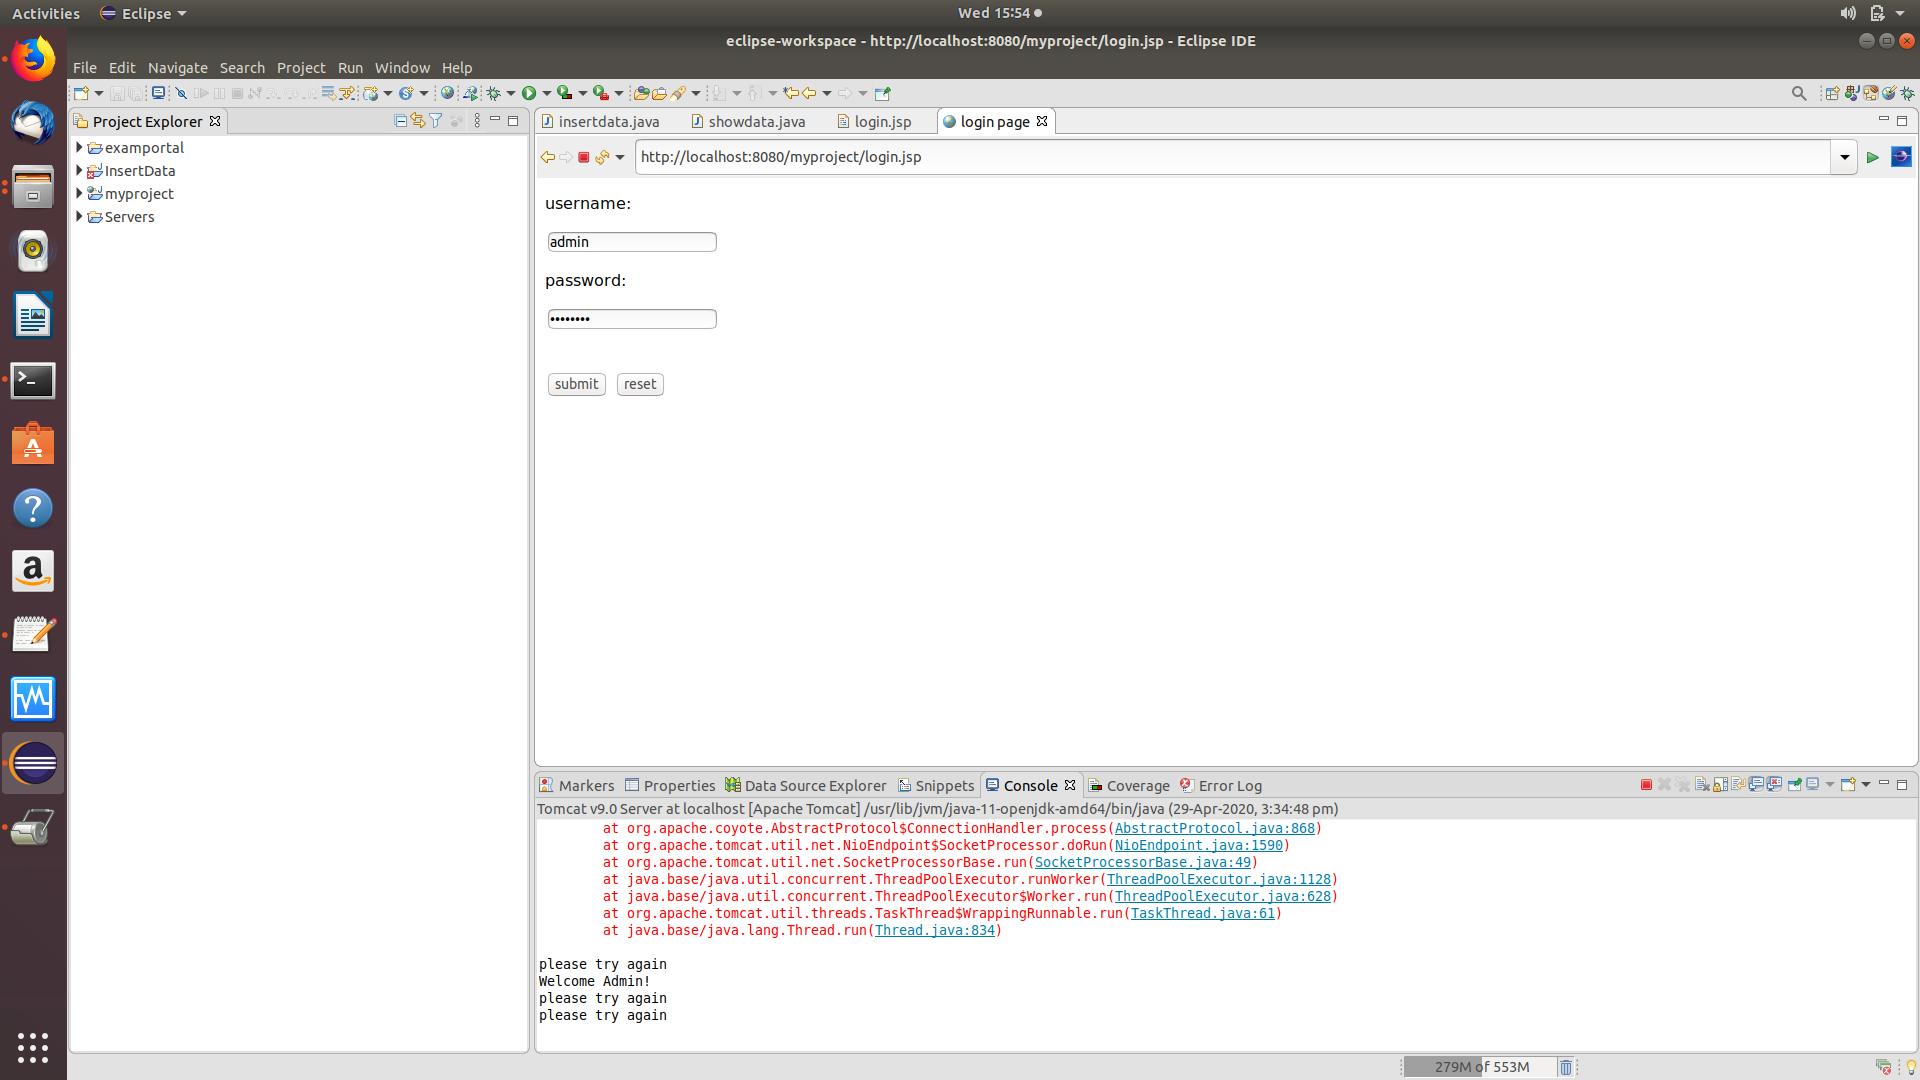 Activities
Eclipse
Wed 15:54
eclipse-workspace - http://localhost:8080/myproject/login.jsp - Eclipse IDE
File Edit Navigate Search Project Run Window Help
Project Explorer
examportal
InsertData
myproject
Servers
insertdata.java
showdata.java
login.jsp
login page
http://localhost:8080/myproject/login.jsp
username:
admin
password:
••••••••
submit
reset
Markers
Properties
Data Source Explorer
Snippets
Console
Coverage
Error Log
Tomcat v9.0 Server at localhost [Apache Tomcat] /usr/lib/jvm/java-11-openjdk-amd64/bin/java (29-Apr-2020, 3:34:48 pm)
at org.apache.coyote.AbstractProtocol$ConnectionHandler.process(AbstractProtocol.java:868)
at org.apache.tomcat.util.net.NioEndpoint$SocketProcessor.doRun(NioEndpoint.java:1590)
at org.apache.tomcat.util.net.SocketProcessorBase.run(SocketProcessorBase.java:49)
at java.base/java.util.concurrent.ThreadPoolExecutor.runWorker(ThreadPoolExecutor.java:1128)
at java.base/java.util.concurrent.ThreadPoolExecutor$Worker.run(ThreadPoolExecutor.java:628)
at org.apache.tomcat.util.threads.TaskThread$WrappingRunnable.run(TaskThread.java:61)
at java.base/java.lang.Thread.run(Thread.java:834)
please try again
Welcome Admin!
please try again
please try again
279M of 553M